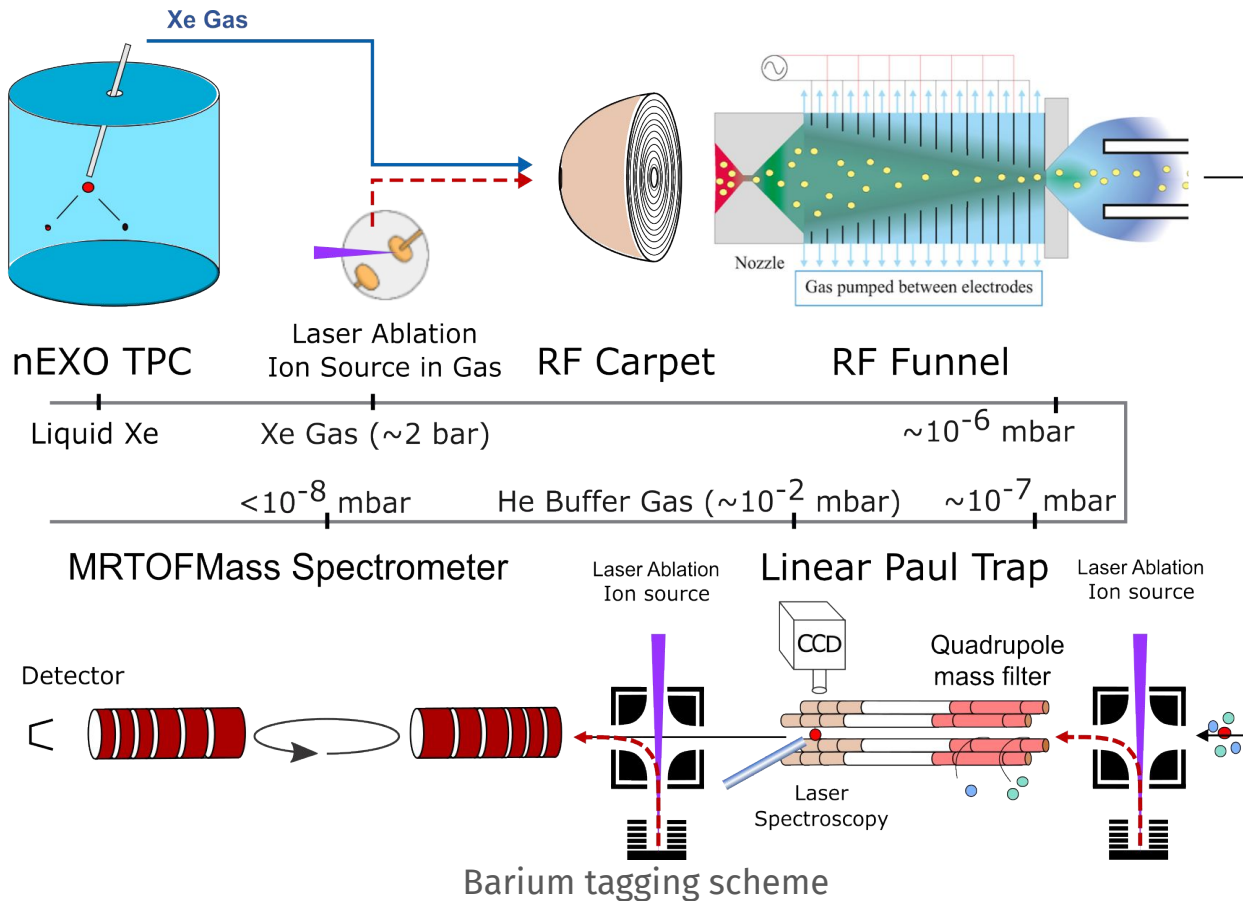 Xe Gas
Nozzle
Gas pumped between electrodes
Laser Ablation
Ion Source in Gas
nEXO TPC
RF Carpet
RF Funnel
Liquid Xe
Xe Gas (~2 bar)
~10⁻⁶ mbar
<10⁻⁸ mbar
He Buffer Gas (~10⁻² mbar)
~10⁻⁷ mbar
MRTOFMass Spectrometer
Laser Ablation
Ion source
Linear Paul Trap
Laser Ablation
Ion source
CCD
Quadrupole
mass filter
Detector
Laser
Spectroscopy
Barium tagging scheme